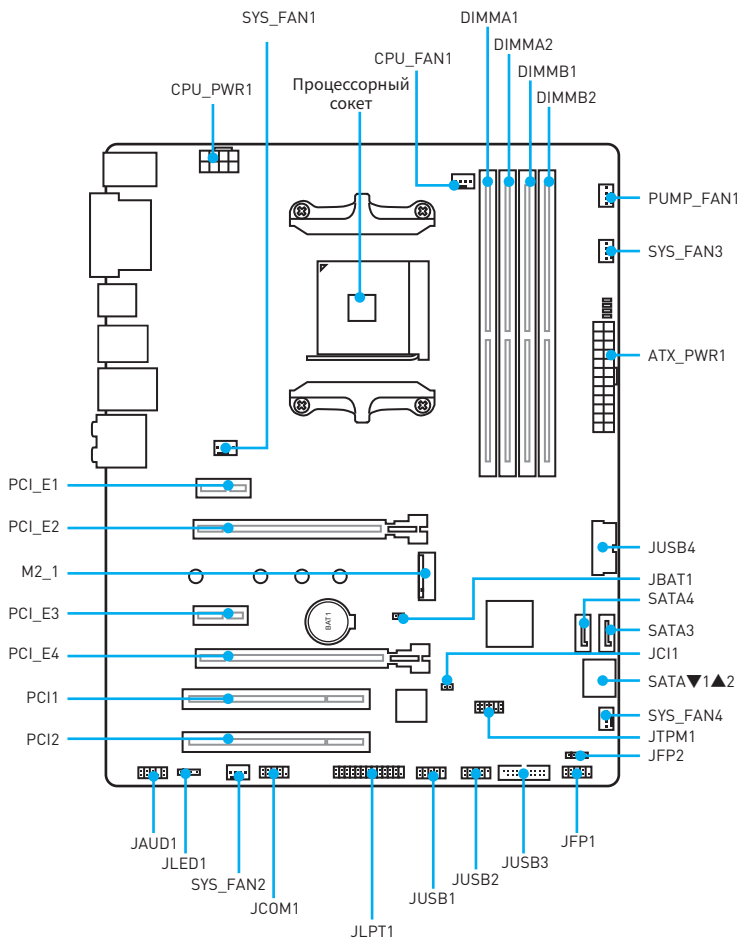 SYS_FAN1
DIMMA1
DIMMA2
CPU_FAN1
DIMMB1
Процессорный
сокет
CPU_PWR1
DIMMB2
PUMP_FAN1
SYS_FAN3
ATX_PWR1
PCI_E1
PCI_E2
JUSB4
M2_1
JBAT1
SATA4
PCI_E3
BAT1
SATA3
PCI_E4
JCI1
SATA▼1▲2
PCI1
SYS_FAN4
PCI2
JTPM1
JFP2
JAUD1
JLED1
SYS_FAN2
JCOM1
JLPT1
JUSB1
JUSB2
JUSB3
JFP1